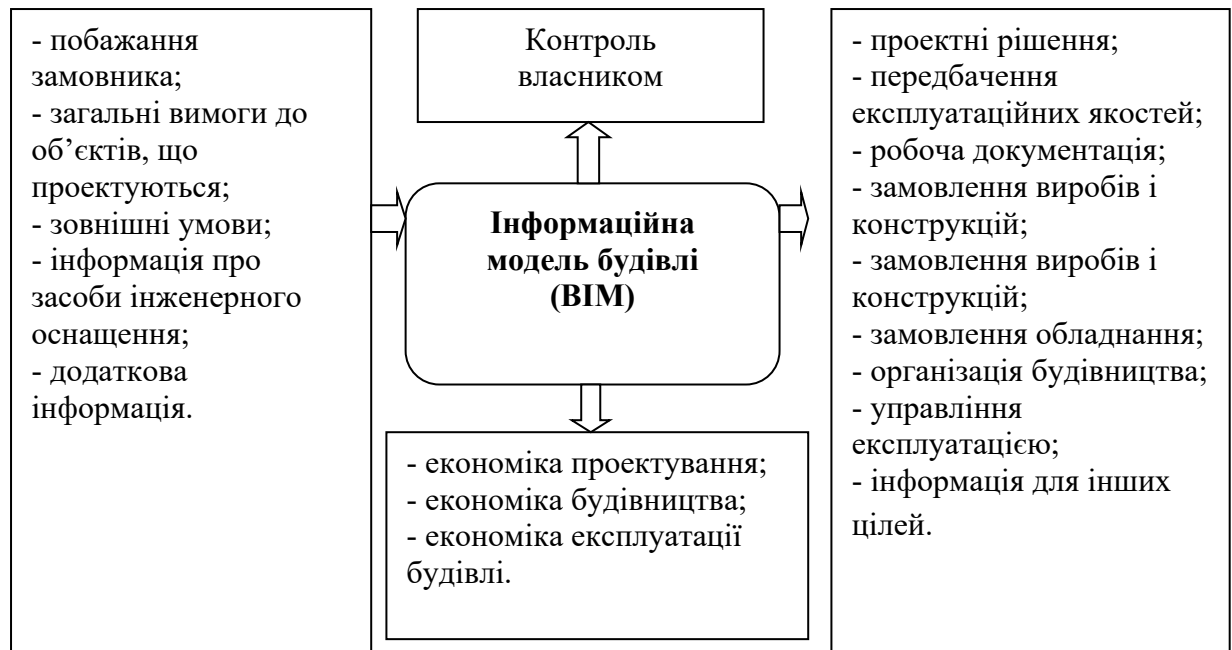 - побажання
замовника;
- загальні вимоги до
об’єктів, що
проектуються;
- зовнішні умови;
- інформація про
засоби інженерного
оснащення;
- додаткова
інформація.
Контроль
власником
Інформаційна
модель будівлі
(BIM)
- економіка проектування;
- економіка будівництва;
- економіка експлуатації
будівлі.
- проектні рішення;
- передбачення
експлуатаційних якостей;
- робоча документація;
- замовлення виробів і
конструкцій;
- замовлення виробів і
конструкцій;
- замовлення обладнання;
- організація будівництва;
- управління
експлуатацією;
- інформація для інших
цілей.